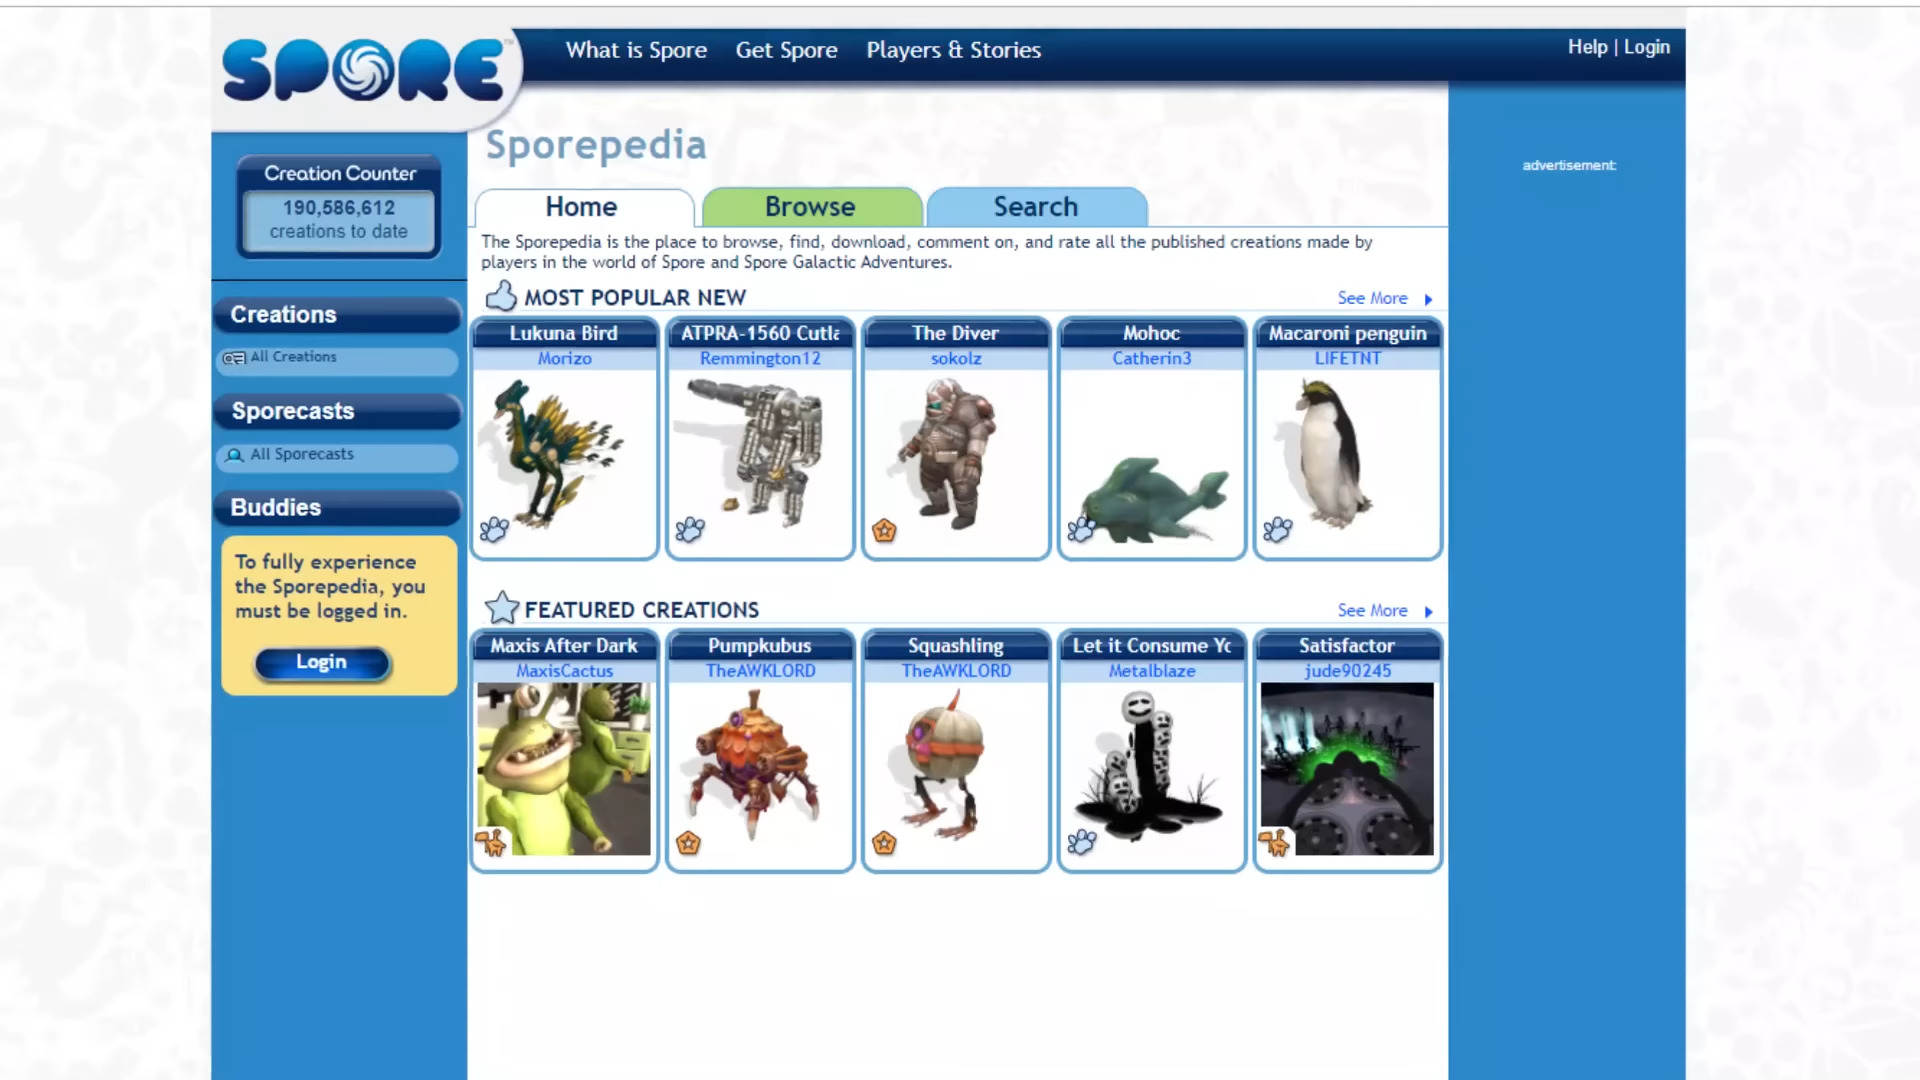 SPORE™
What is Spore Get Spore Players & Stories
Help | Login
Creation Counter
190,586,612
creations to date
Creations
All Creations
Sporecasts
All Sporecasts
Buddies
To fully experience
the Sporepedia, you
must be logged in.
Login
Sporepedia
Home Browse Search
The Sporepedia is the place to browse, find, download, comment on, and rate all the published creations made by
players in the world of Spore and Spore Galactic Adventures.
MOST POPULAR NEW
See More
Lukuna Bird
Morizo
ATPRA-1560 Cutla
Remmington12
The Diver
sokolz
Mohoc
Catherin3
Macaroni penguin
LIFETNT
FEATURED CREATIONS
See More
Maxis After Dark
MaxisCactus
Pumpkubus
TheAWKLORD
Squashling
TheAWKLORD
Let it Consume Yo
Metalblaze
Satisfactor
jude90245
advertisement: